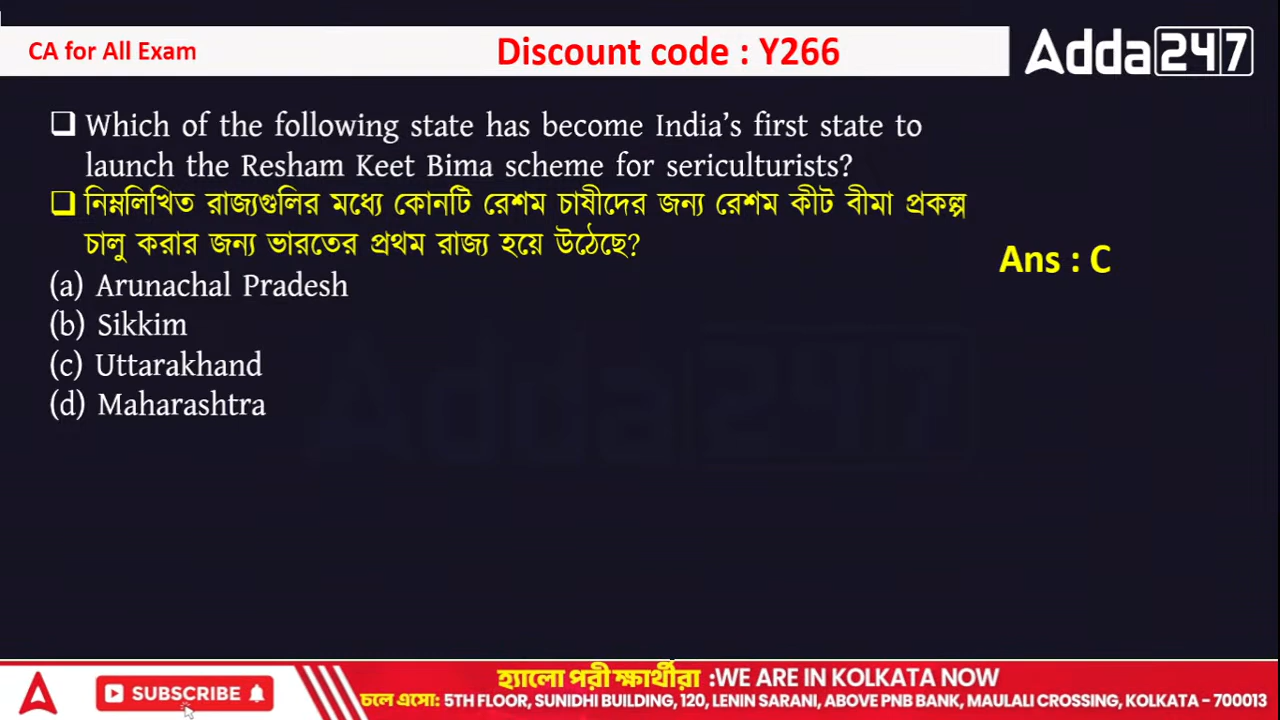 CA for All Exam
Discount code : Y266
Adda247
Which of the following state has become India's first state to
launch the Resham Keet Bima scheme for sericulturists?
নিম্নলিখিত রাজ্যগুলির মধ্যে কোনটি রেশম চাষীদের জন্য রেশম কীট বীমা প্রকল্প
চালু করার জন্য ভারতের প্রথম রাজ্য হয়ে উঠেছে?
Ans : C
(a) Arunachal Pradesh
(b) Sikkim
(c) Uttarakhand
(d) Maharashtra
Adda247
SUBSCRIBE
হ্যালো পরীক্ষার্থীরা :WE ARE IN KOLKATA NOW
চলে এসো: 5TH FLOOR, SUNIDHI BUILDING, 120, LENIN SARANI, ABOVE PNB BANK, MAULALI CROSSING, KOLKATA - 700013